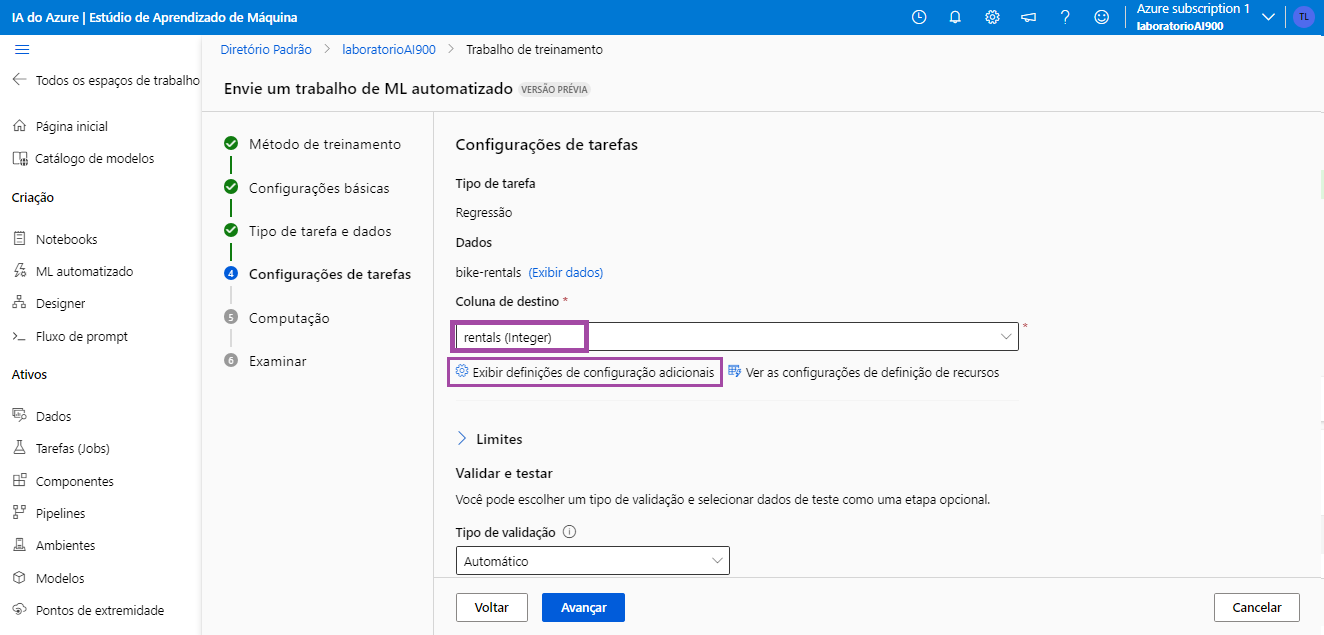 IA do Azure | Estúdio de Aprendizado de Máquina
Azure subscription 1
laboratorioAI900
TL
Todos os espaços de trabalho
Página inicial
Catálogo de modelos
Criação
Notebooks
ML automatizado
Designer
Fluxo de prompt
Ativos
Dados
Tarefas (Jobs)
Componentes
Pipelines
Ambientes
Modelos
Pontos de extremidade
Diretório Padrão > laboratorioAI900 > Trabalho de treinamento
Envie um trabalho de ML automatizado VERSÃO PRÉVIA
Método de treinamento
Configurações básicas
Tipo de tarefa e dados
4 Configurações de tarefas
5 Computação
6 Examinar
Configurações de tarefas
Tipo de tarefa
Regressão
Dados
bike-rentals (Exibir dados)
Coluna de destino *
rentals (Integer) *
Exibir definições de configuração adicionais Ver as configurações de definição de recursos
Limites
Validar e testar
Você pode escolher um tipo de validação e selecionar dados de teste como uma etapa opcional.
Tipo de validação
Automático
Voltar Avançar Cancelar